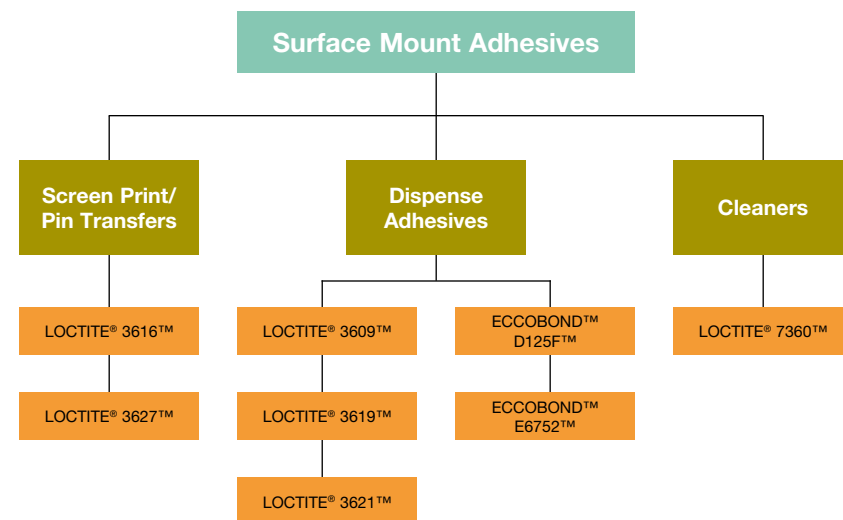 Surface Mount Adhesives
Screen Print/
Pin Transfers
Dispense
Adhesives
Cleaners
LOCTITE® 3616™
LOCTITE® 3609™
ECCOBOND™
D125F™
LOCTITE® 7360™
LOCTITE® 3627™
LOCTITE® 3619™
ECCOBOND™
E6752™
LOCTITE® 3621™